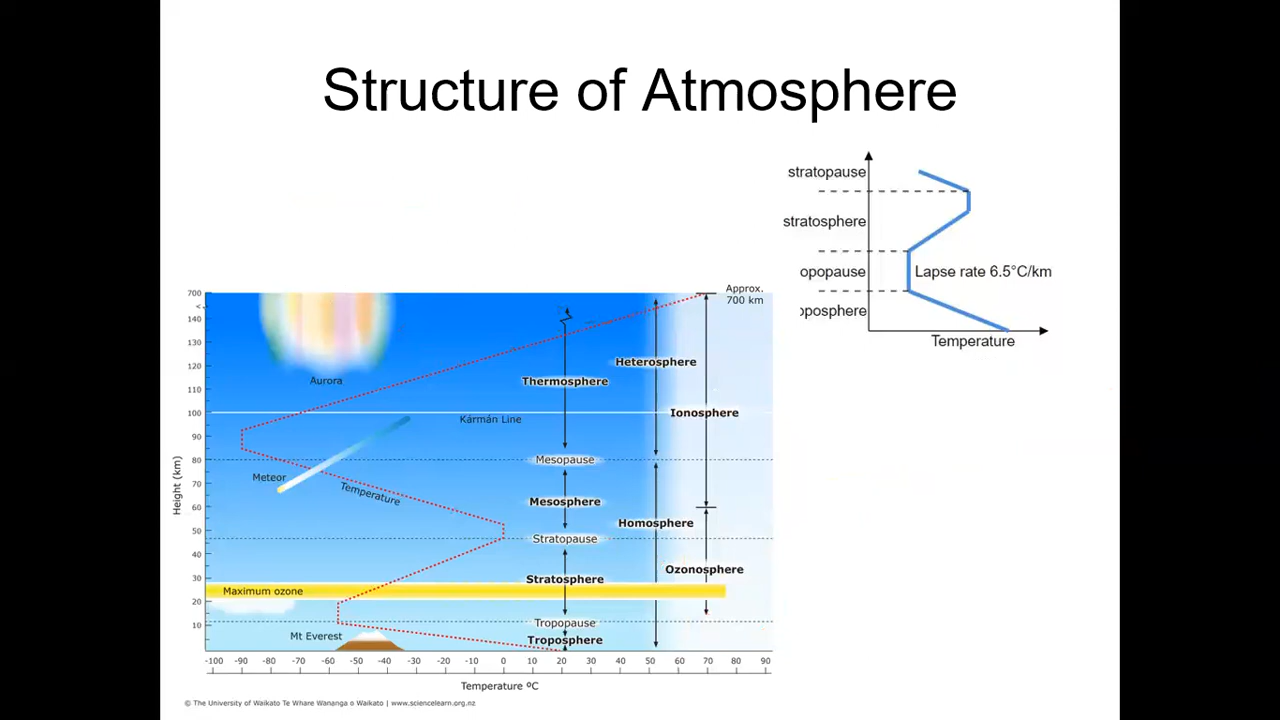 Structure of Atmosphere
stratopause
stratosphere
opopause
Lapse rate 6.5°C/km
oposphere
Temperature
Approx.
700 km
700
<
140
130
120
110
100
90
80
70
60
50
40
30
20
10
Height (km)
Aurora
Heterosphere
Thermosphere
Kármán Line
Ionosphere
Mesopause
Meteor
Temperature
Mesosphere
Homosphere
Stratopause
Ozonosphere
Stratosphere
Maximum ozone
Tropopause
Mt Everest
Troposphere
-100 -90 -80 -70 -60 -50 -40 -30 -20 -10 0 10 20 30 40 50 60 70 80 90
Temperature ºC
© The University of Waikato Te Whare Wananga o Waikato | www.sciencelearn.org.nz